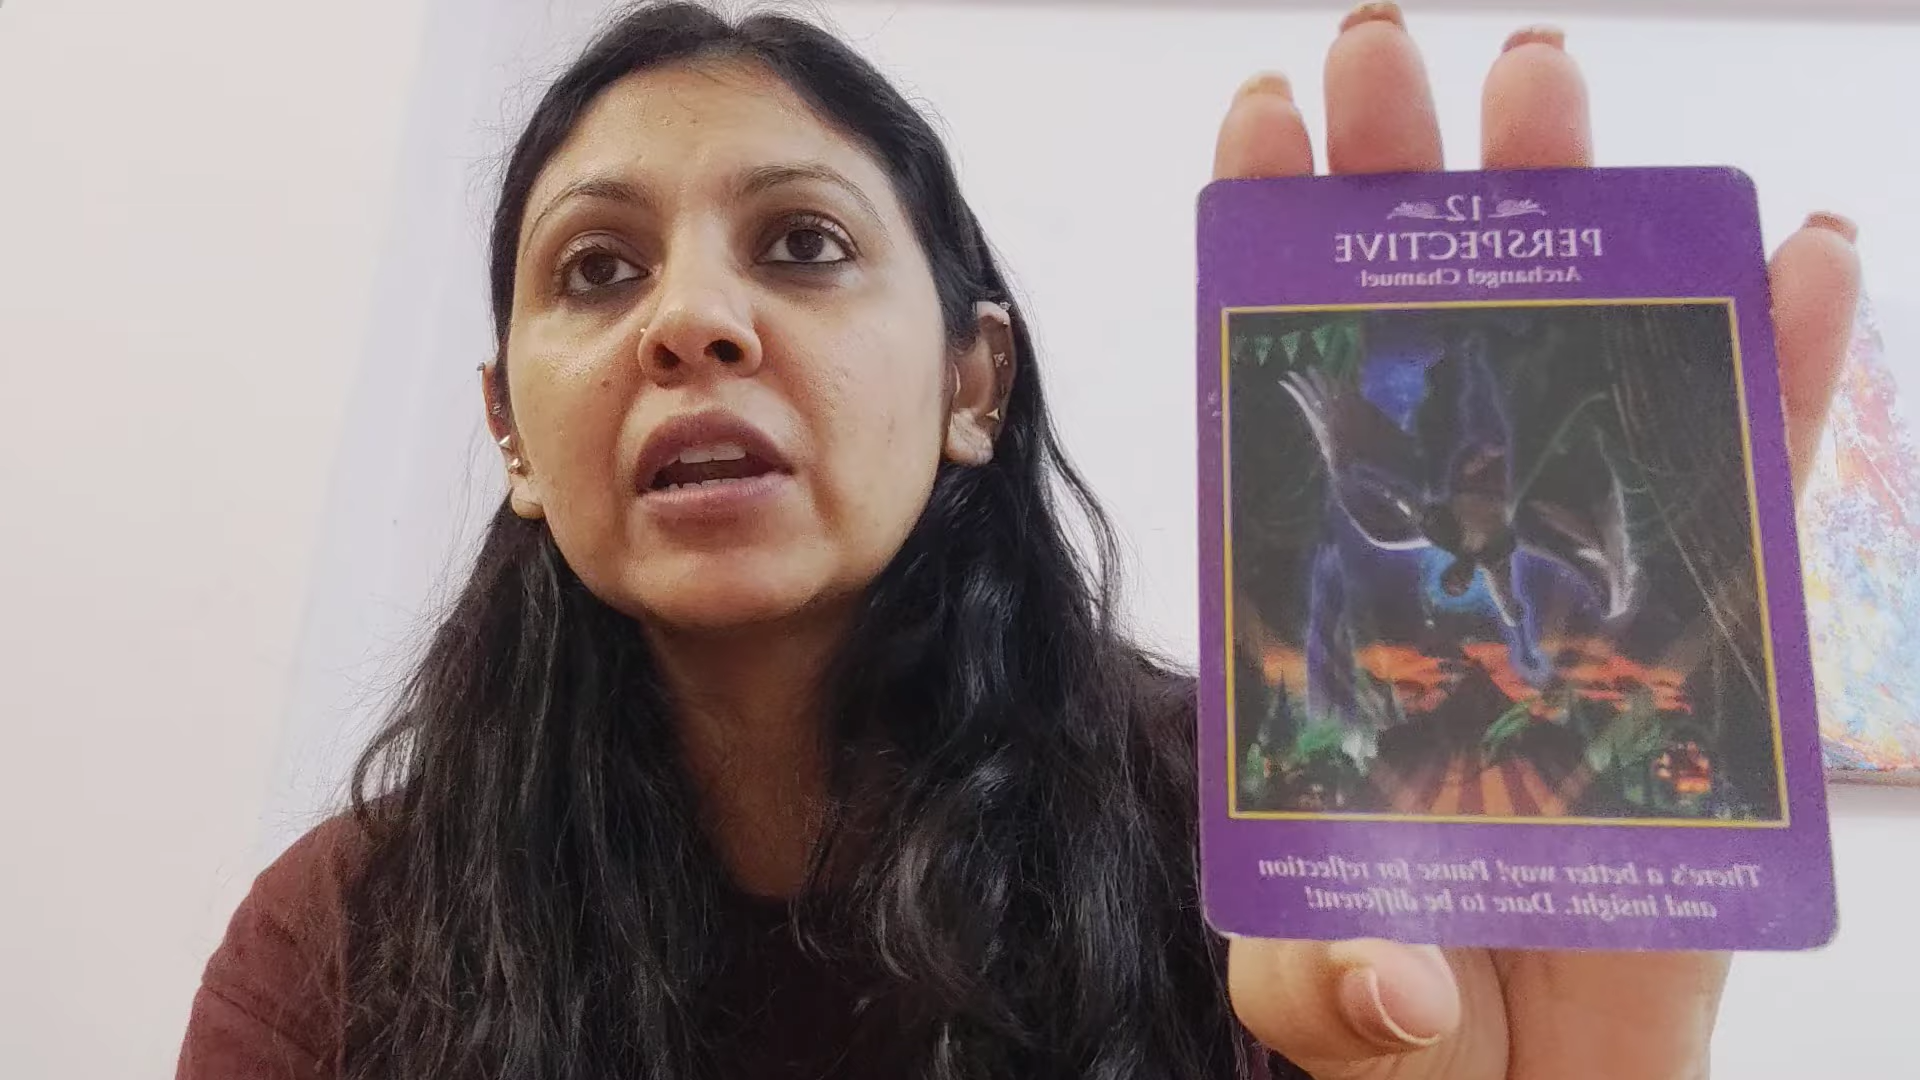 12
PERSPECTIVE
Archangel Chamuel
There's a better way! Pause for reflection
and insight. Dare to be different!